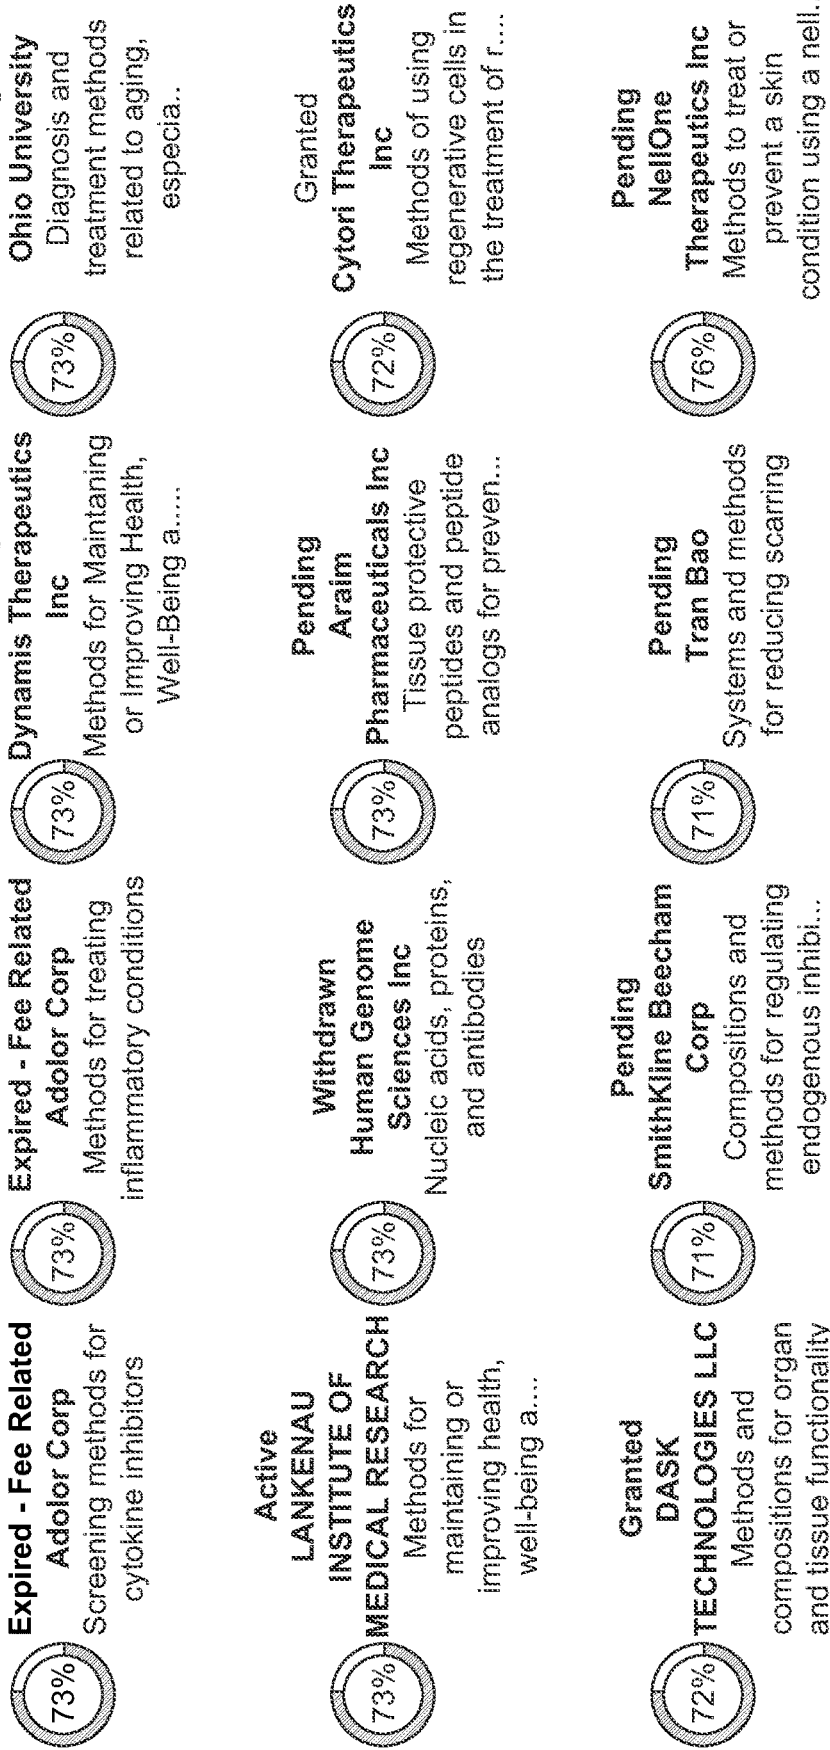 73%
Expired - Fee Related
Adolor Corp
Screening methods for
cytokine inhibitors
73%
Expired - Fee Related
Adolor Corp
Methods for treating
inflammatory conditions
73%
Dynamis Therapeutics
Inc
Methods for Maintaning
or Improving Health,
Well-Being a.....
73%
Ohio University
Diagnosis and
treatment methods
related to aging,
especia..
73%
Active
LANKENAU
INSTITUTE OF
MEDICAL RESEARCH
Methods for
maintaining or
improving health,
well-being a....
73%
Withdrawn
Human Genome
Sciences Inc
Nucleic acids, proteins,
and antibodies
73%
Pending
Araim
Pharmaceuticals Inc
Tissue protective
peptides and peptide
analogs for preven...
72%
Granted
Cytori Therapeutics
Inc
Methods of using
regenerative cells in
the treatment of r....
72%
Granted
DASK
TECHNOLOGIES LLC
Methods and
compositions for organ
and tissue functionality
71%
Pending
SmithKline Beecham
Corp
Compositions and
methods for regulating
endogenous inhibi...
71%
Pending
Tran Bao
Systems and methods
for reducing scarring
76%
Pending
NellOne
Therapeutics Inc
Methods to treat or
prevent a skin
condition using a nell..